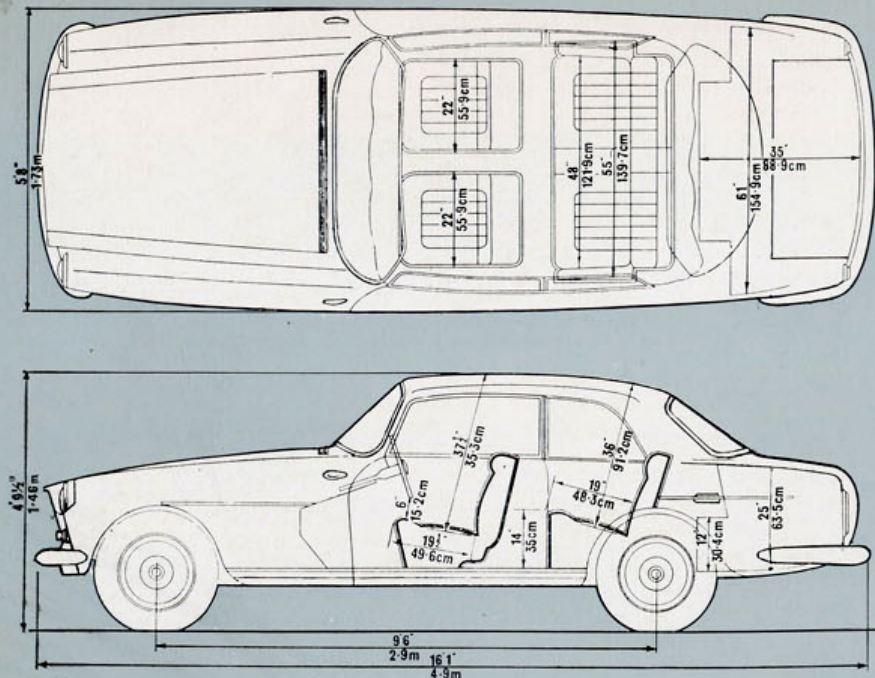 5'8"
1·73m
22"
55·9cm
22"
55·9cm
48"
121·9cm
55"
139·7cm
61"
154·9cm
35"
88·9cm
4'9½"
1·46m
37½"
35·3cm
6"
15·2cm
19½"
49·6cm
14"
35cm
19"
48·3cm
36"
91·2cm
12"
30·4cm
25"
63·5cm
9'6"
2·9m
16'1"
4·9m